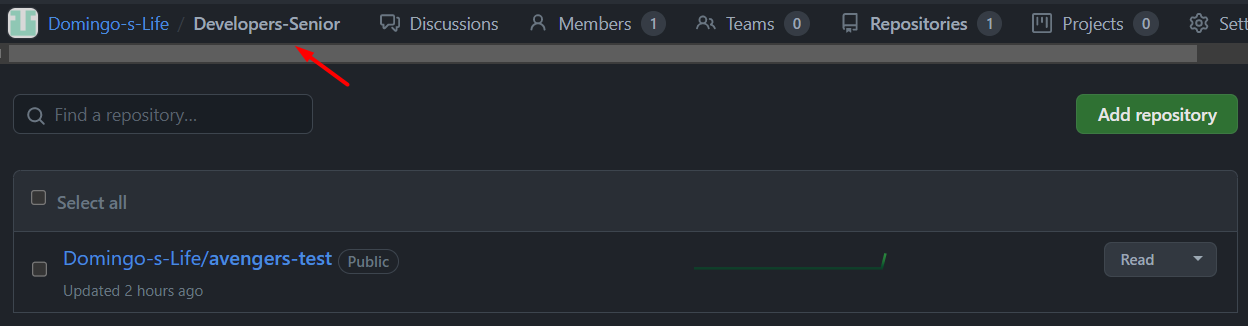 Domingo-s-Life / Developers-Senior Discussions Members 1 Teams 0 Repositories 1 Projects 0 Sett
Find a repository...
Add repository
Select all
Domingo-s-Life/avengers-test Public
Read
Updated 2 hours ago